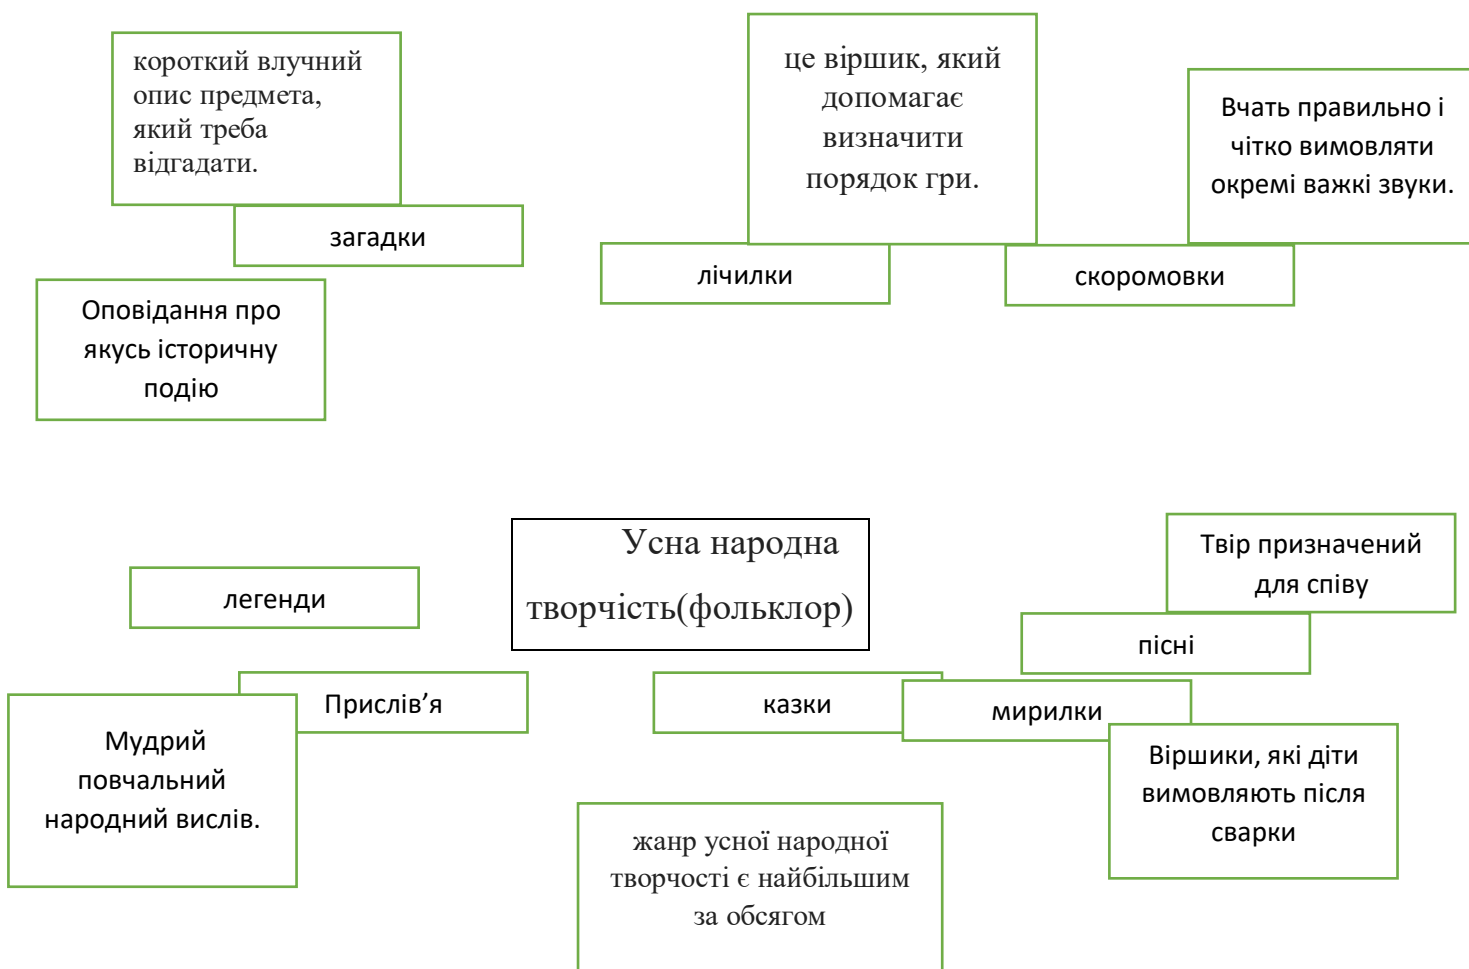 короткий влучний
опис предмета,
який треба
відгадати.
загадки
Оповідання про
якусь історичну
подію
це віршик, який
допомагає
визначити
порядок гри.
лічилки
Вчать правильно і
чітко вимовляти
окремі важкі звуки.
скоромовки
Усна народна
творчість(фольклор)
легенди
Прислів’я
Мудрий
повчальний
народний вислів.
казки
жанр усної народної
творчості є найбільшим
за обсягом
Твір призначений
для співу
пісні
мирилки
Віршики, які діти
вимовляють після
сварки